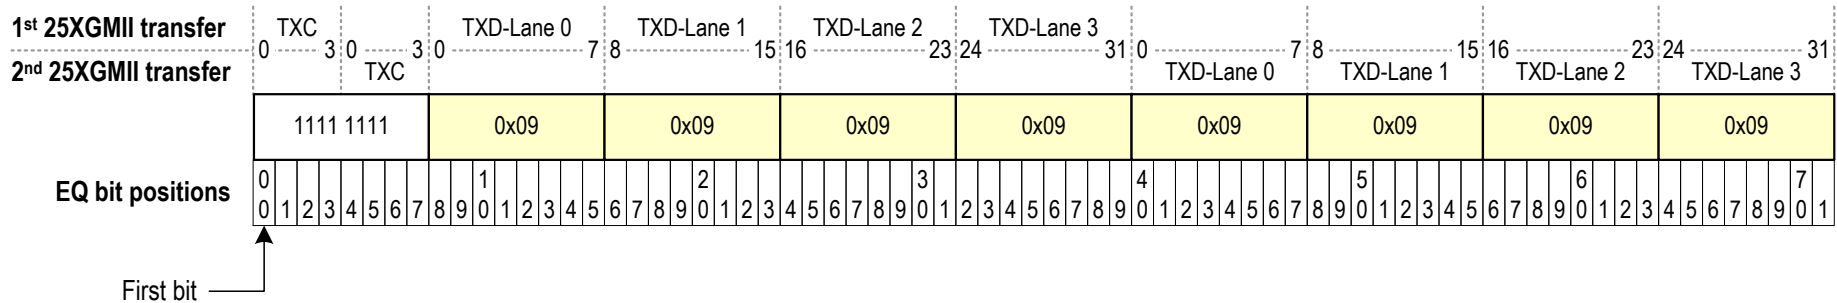 1st 25XGMII transfer TXC TXD-Lane 0 TXD-Lane 1 TXD-Lane 2 TXD-Lane 3
0 3 0 3 0 7 8 15 16 23 24 31 0 7 8 15 16 23 24 31
2nd 25XGMII transfer TXC TXD-Lane 0 TXD-Lane 1 TXD-Lane 2 TXD-Lane 3
1111 1111 0x09 0x09 0x09 0x09 0x09 0x09 0x09 0x09
EQ bit positions
0 1 2 3 4 5 6 7
0 1 2 3 4 5 6 7 8 9 0 1 2 3 4 5 6 7 8 9 0 1 2 3 4 5 6 7 8 9 0 1 2 3 4 5 6 7 8 9 0 1 2 3 4 5 6 7 8 9 0 1 2 3 4 5 6 7 8 9 0 1 2 3 4 5 6 7 8 9 0 1
First bit